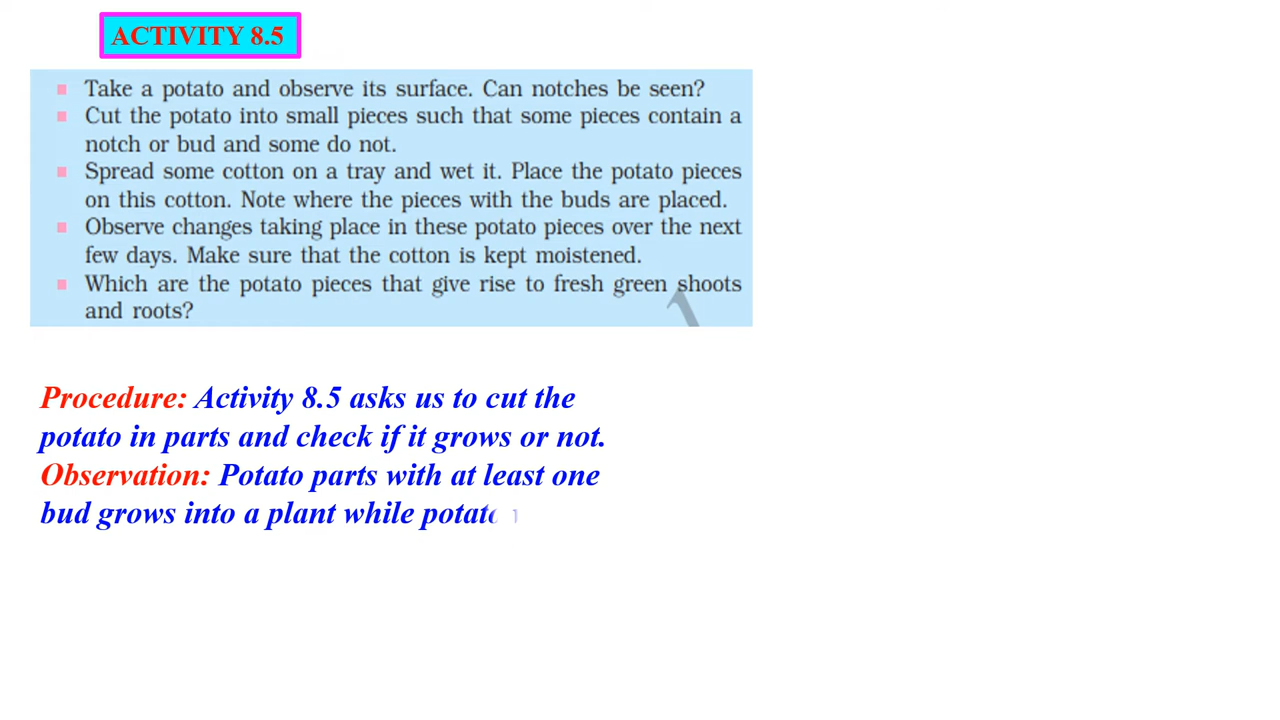 ACTIVITY 8.5
Take a potato and observe its surface. Can notches be seen?
Cut the potato into small pieces such that some pieces contain a
notch or bud and some do not.
Spread some cotton on a tray and wet it. Place the potato pieces
on this cotton. Note where the pieces with the buds are placed.
Observe changes taking place in these potato pieces over the next
few days. Make sure that the cotton is kept moistened.
Which are the potato pieces that give rise to fresh green shoots
and roots?
Procedure: Activity 8.5 asks us to cut the
potato in parts and check if it grows or not.
Observation: Potato parts with at least one
bud grows into a plant while potato